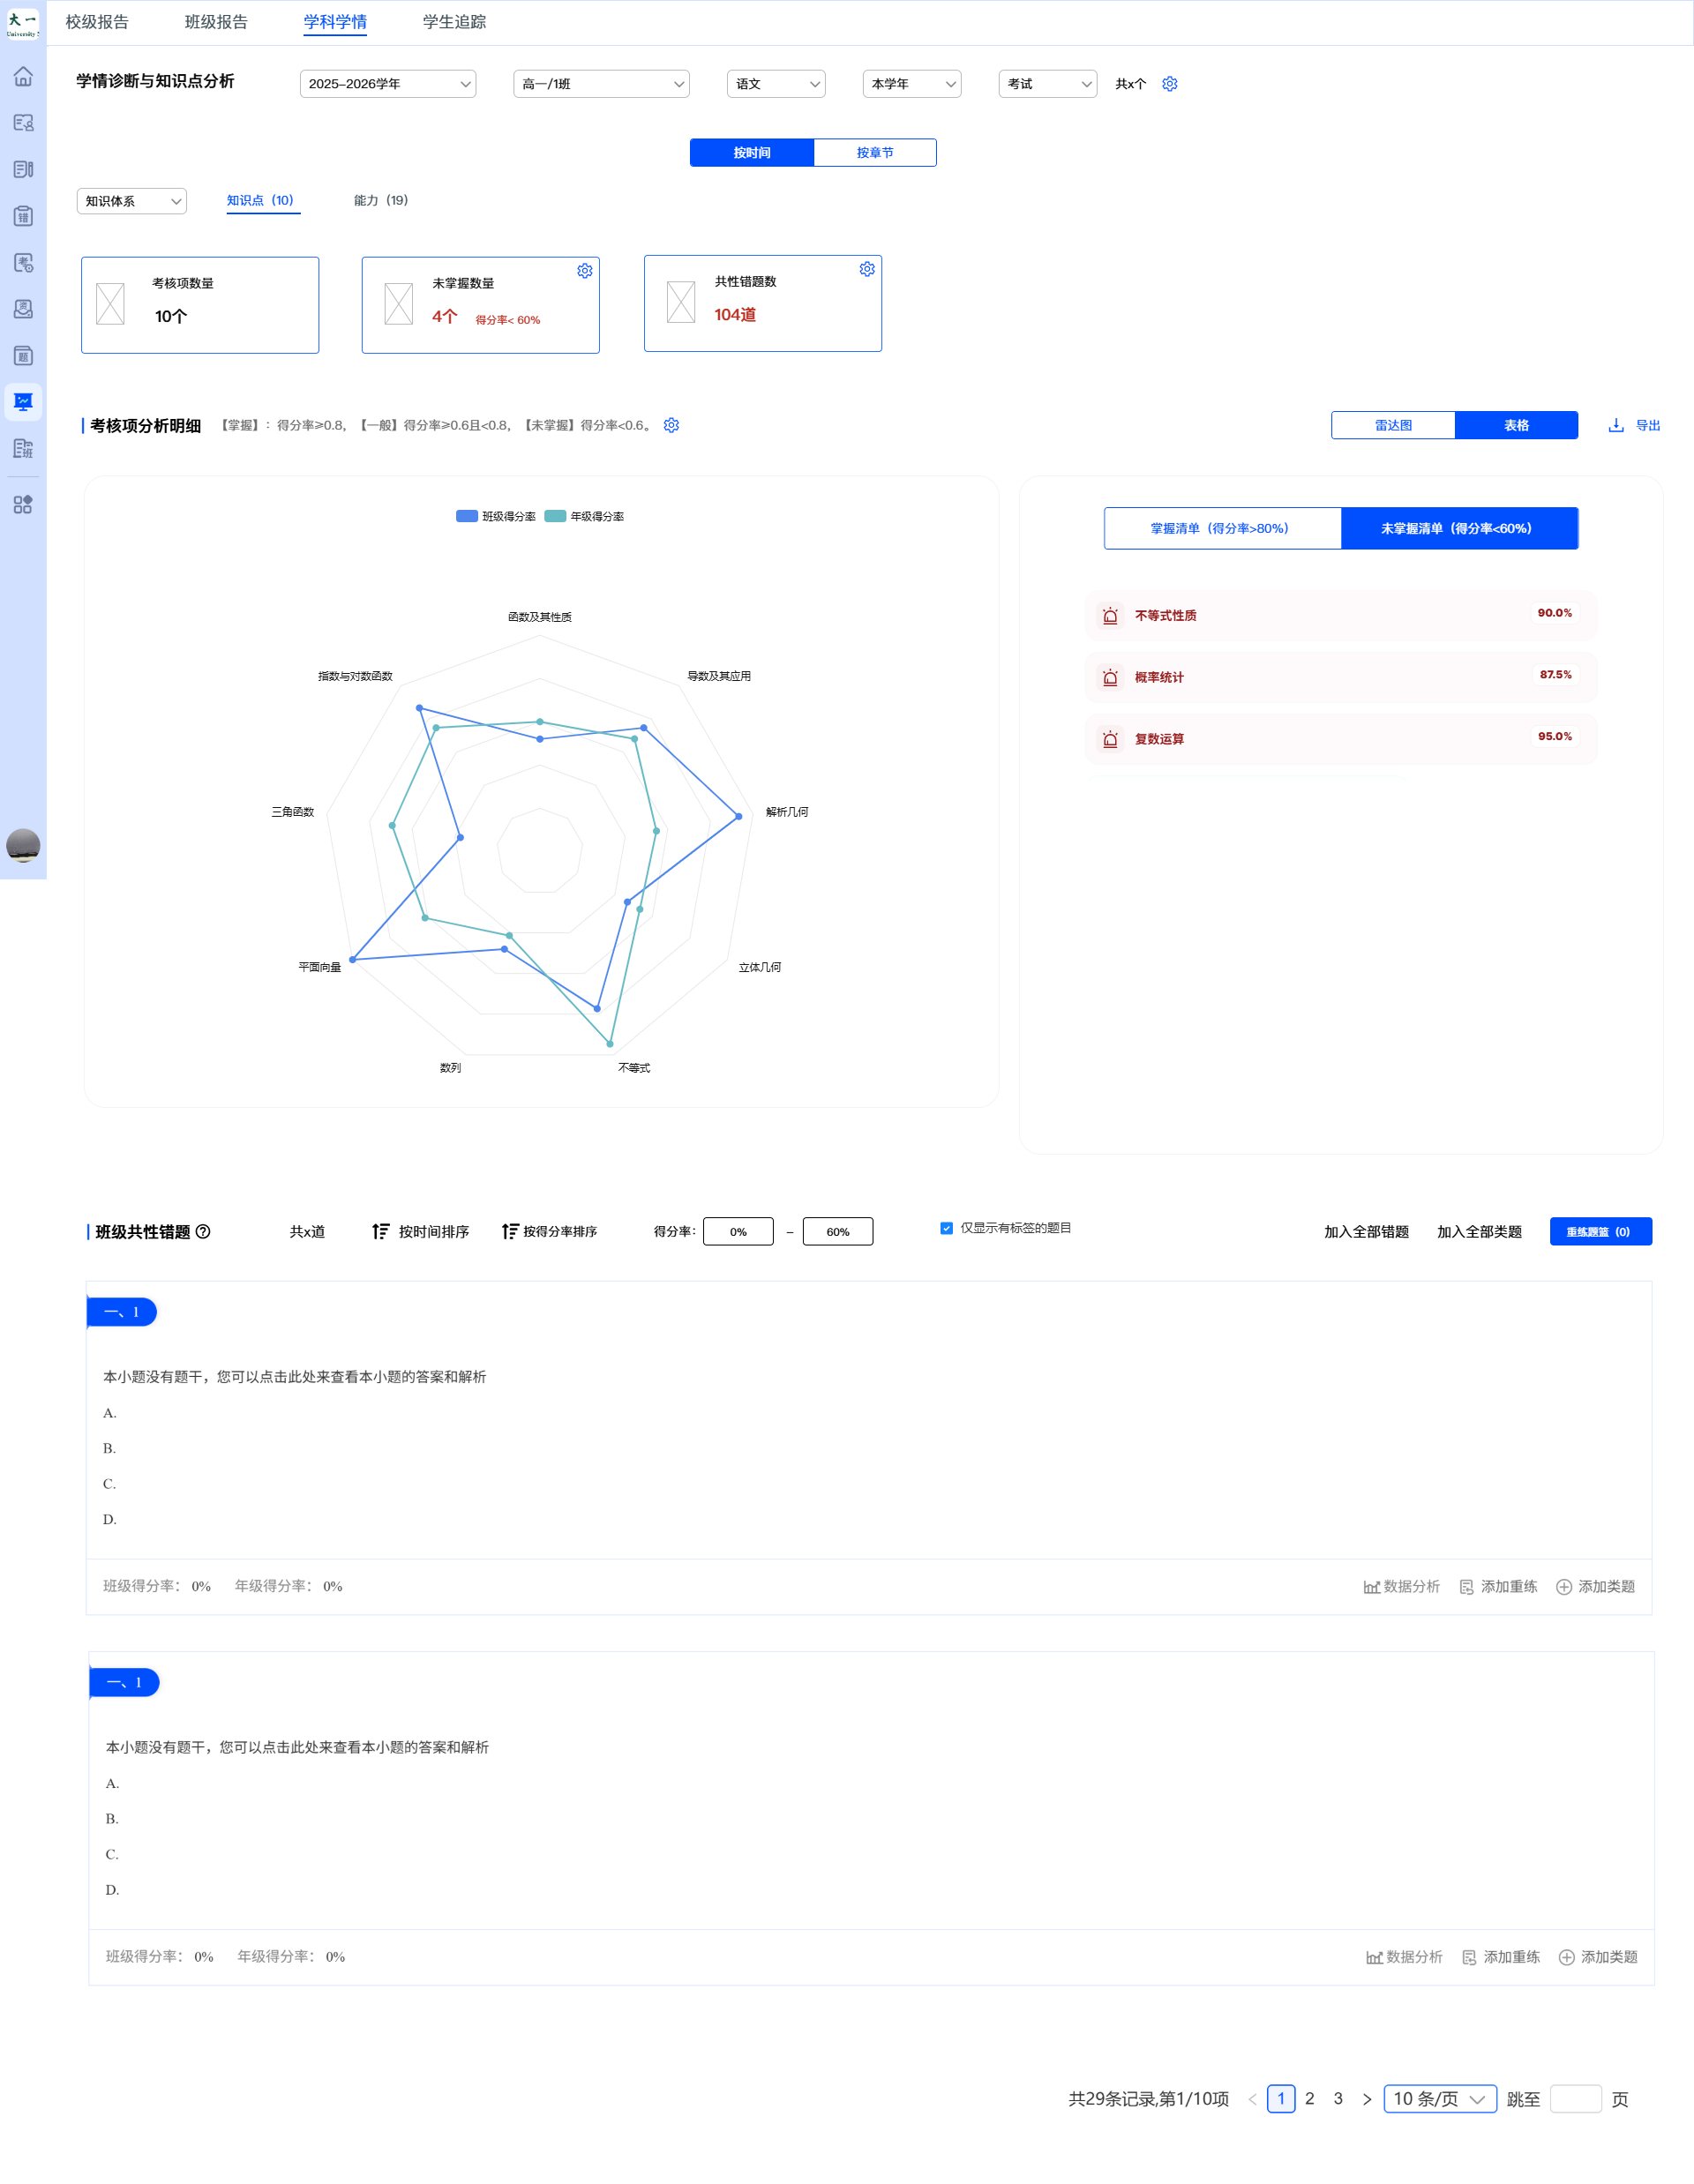 大一
校级报告 班级报告 学科学情 学生追踪
学情诊断与知识点分析 2025–2026学年 高一/1班 语文 本学年 考试 共x个
按时间 按章节
知识体系 知识点（10） 能力（19）
考核项数量 未掌握数量 共性错题数
10个 4个 得分率< 60% 104道
考核项分析明细 【掌握】：得分率≥0.8，【一般】得分率≥0.6且<0.8，【未掌握】得分率<0.6。 雷达图 表格 导出
班级得分率 年级得分率
掌握清单（得分率>80%） 未掌握清单（得分率<60%）
函数及其性质
指数与对数函数 导数及其应用
三角函数 解析几何
平面向量 立体几何
数列 不等式
不等式性质 90.0%
概率统计 87.5%
复数运算 95.0%
班级共性错题 共x道 按时间排序 按得分率排序 得分率： 0% – 60% 仅显示有标签的题目 加入全部错题 加入全部类题 重练题篮（0）
一、1
本小题没有题干，您可以点击此处来查看本小题的答案和解析
A.
B.
C.
D.
班级得分率： 0% 年级得分率： 0% 数据分析 添加重练 添加类题
一、1
本小题没有题干，您可以点击此处来查看本小题的答案和解析
A.
B.
C.
D.
班级得分率： 0% 年级得分率： 0% 数据分析 添加重练 添加类题
共29条记录,第1/10项 1 2 3 10 条/页 跳至 页